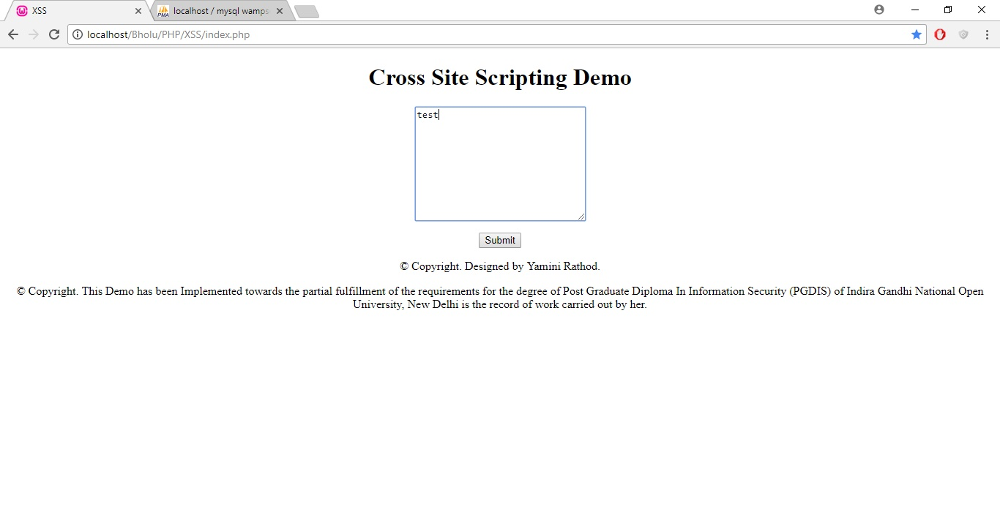 XSS
localhost / mysql wamps
localhost/Bholu/PHP/XSS/index.php
Cross Site Scripting Demo
test
Submit
© Copyright. Designed by Yamini Rathod.
© Copyright. This Demo has been Implemented towards the partial fulfillment of the requirements for the degree of Post Graduate Diploma In Information Security (PGDIS) of Indira Gandhi National Open
University, New Delhi is the record of work carried out by her.